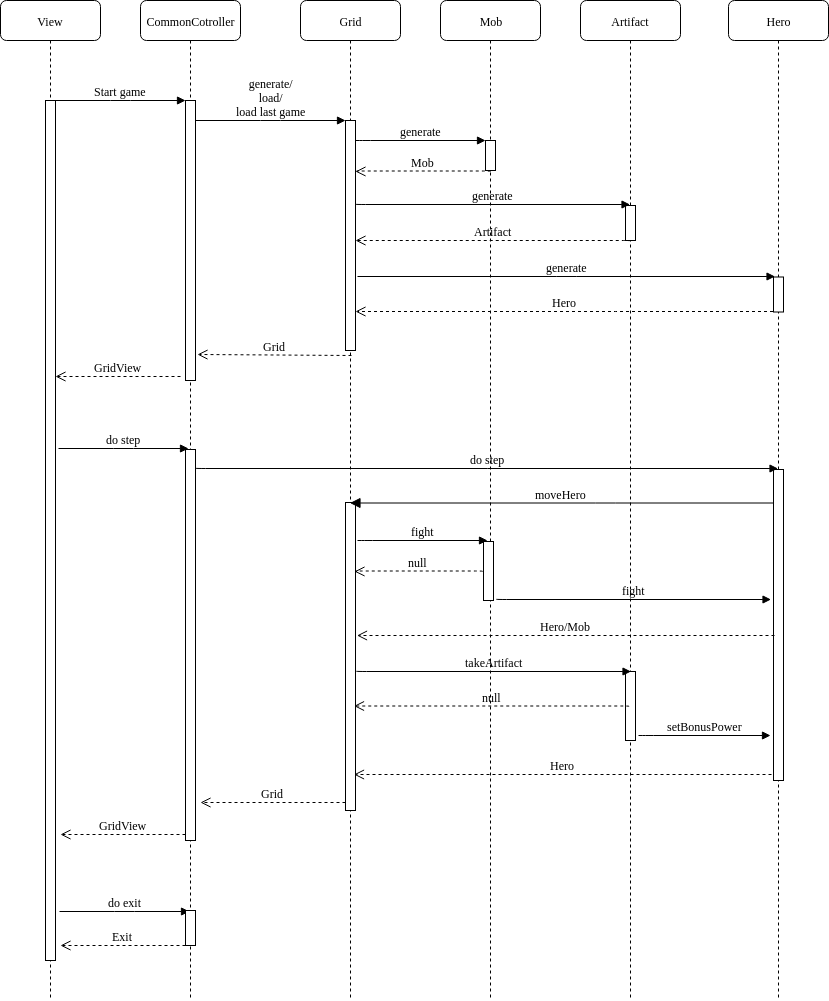 View
CommonCotroller
Grid
Mob
Artifact
Hero
Start game
generate/
load/
load last game
generate
Mob
generate
Artifact
generate
Hero
Grid
GridView
do step
do step
moveHero
fight
null
fight
Hero/Mob
takeArtifact
null
setBonusPower
Hero
Grid
GridView
do exit
Exit